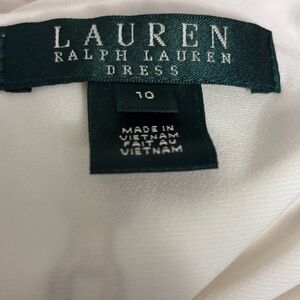 LAUREN
RALPH LAUREN
DRESS
10
MADE IN
VIETNAM
FAIT AU
VIETNAM